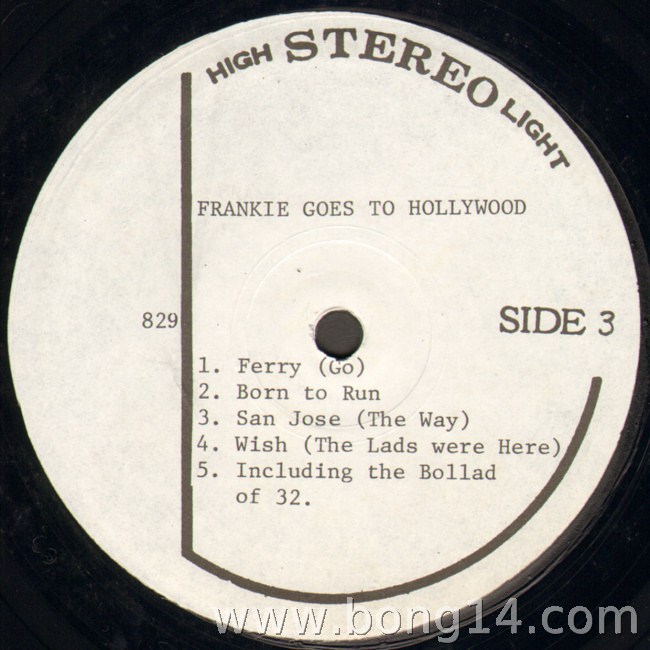 HIGH STEREO LIGHT
FRANKIE GOES TO HOLLYWOOD
829
SIDE 3
1. Ferry (Go)
2. Born to Run
3. San Jose (The Way)
4. Wish (The Lads were Here)
5. Including the Bollad
of 32.
www.bong14.com